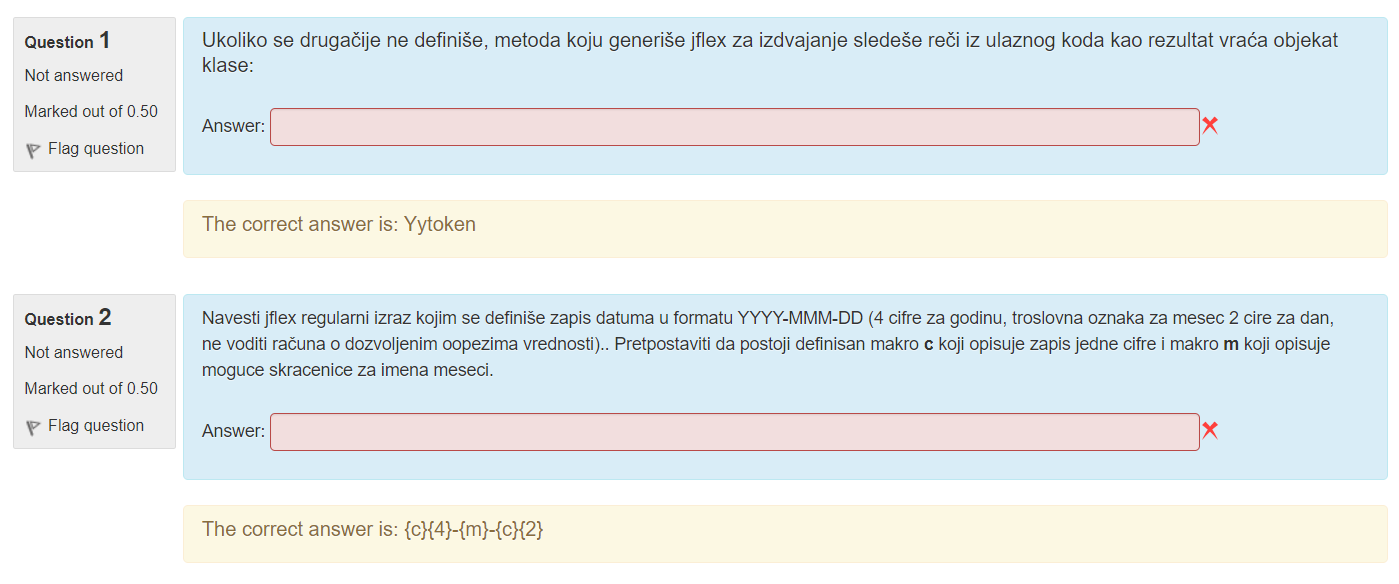 Question 1
Not answered
Marked out of 0.50
Flag question
Ukoliko se drugačije ne definiše, metoda koju generiše jflex za izdvajanje sledeše reči iz ulaznog koda kao rezultat vraća objekat
klase:
Answer:
The correct answer is: Yytoken
Question 2
Not answered
Marked out of 0.50
Flag question
Navesti jflex regularni izraz kojim se definiše zapis datuma u formatu YYYY-MMM-DD (4 cifre za godinu, troslovna oznaka za mesec 2 cire za dan,
ne voditi računa o dozvoljenim oopezima vrednosti).. Pretpostaviti da postoji definisan makro c koji opisuje zapis jedne cifre i makro m koji opisuje
moguce skracenice za imena meseci.
Answer:
The correct answer is: {c}{4}-{m}-{c}{2}